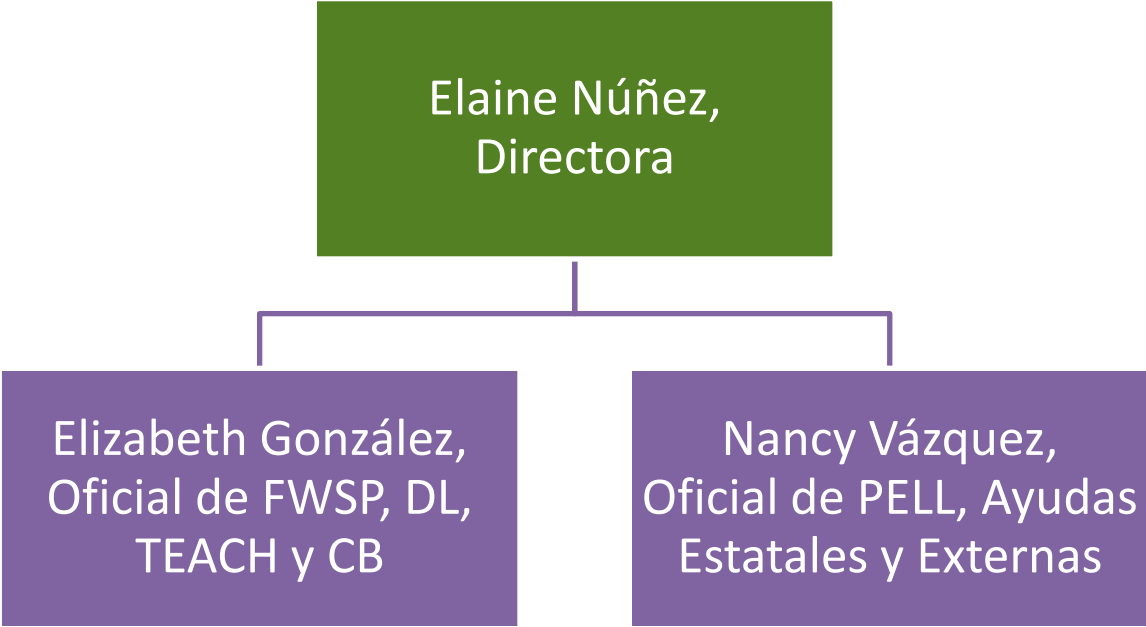 Elaine Núñez,
Directora
Elizabeth González,
Oficial de FWSP, DL,
TEACH y CB
Nancy Vázquez,
Oficial de PELL, Ayudas
Estatales y Externas